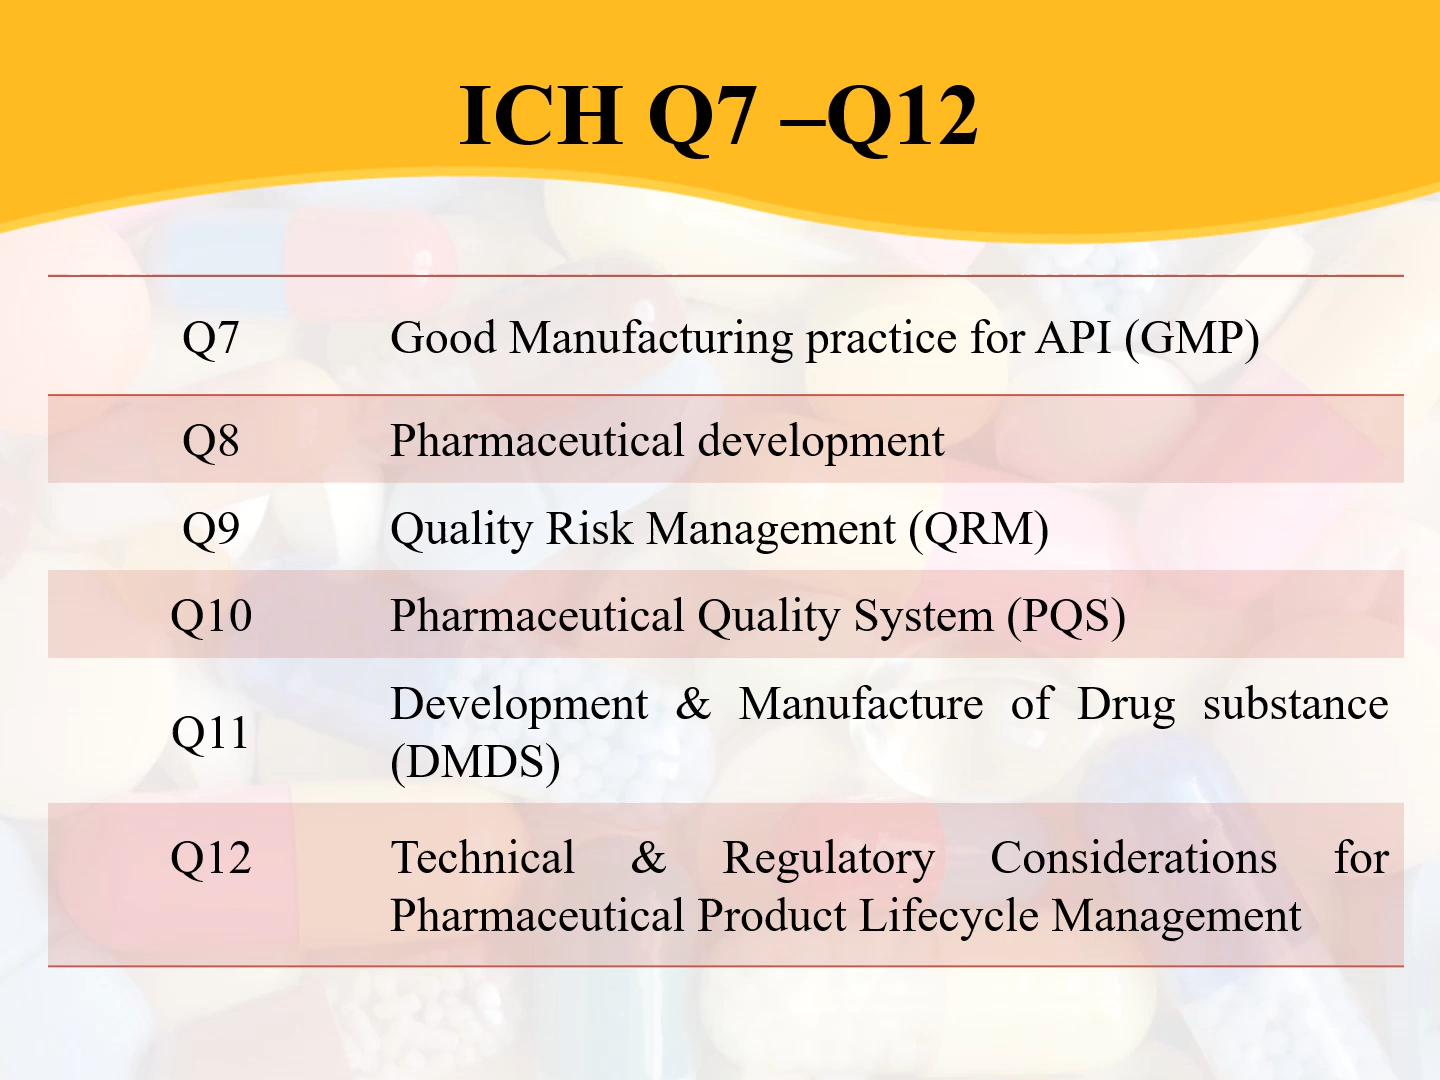 ICH Q7 –Q12
Q7 Good Manufacturing practice for API (GMP)
Q8 Pharmaceutical development
Q9 Quality Risk Management (QRM)
Q10 Pharmaceutical Quality System (PQS)
Q11 Development & Manufacture of Drug substance
(DMDS)
Q12 Technical & Regulatory Considerations for
Pharmaceutical Product Lifecycle Management